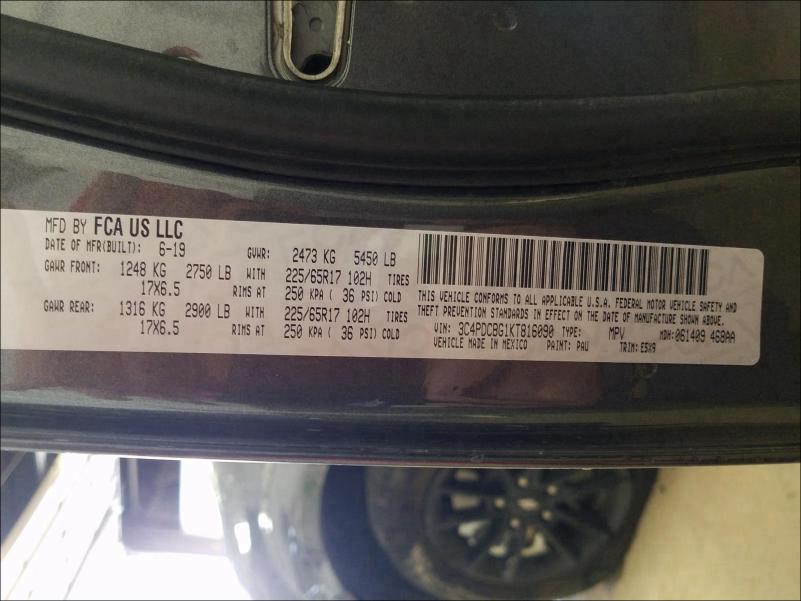 MFD BY FCA US LLC
DATE OF MFR(BUILT): 6-19 GVWR: 2473 KG 5450 LB
GAWR FRONT: 1248 KG 2750 LB WITH 225/65R17 102H TIRES
17X6.5 RIMS AT 250 KPA ( 36 PSI) COLD
GAWR REAR: 1316 KG 2900 LB WITH 225/65R17 102H TIRES
17X6.5 RIMS AT 250 KPA ( 36 PSI) COLD
THIS VEHICLE CONFORMS TO ALL APPLICABLE U.S.A. FEDERAL MOTOR VEHICLE SAFETY AND
THEFT PREVENTION STANDARDS IN EFFECT ON THE DATE OF MANUFACTURE SHOWN ABOVE.
VIN: 3C4PDCBG1KT816090 TYPE: MPV MDH: 061409 468AA
VEHICLE MADE IN MEXICO PAINT: PAU TRIM: E5X9